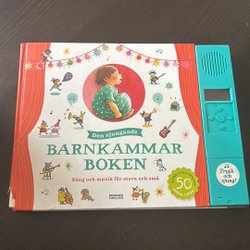 Den sjungande
BARNKAMMAR
BOKEN
Sång och musik för stora och små
50
Tryck
och
sjung!